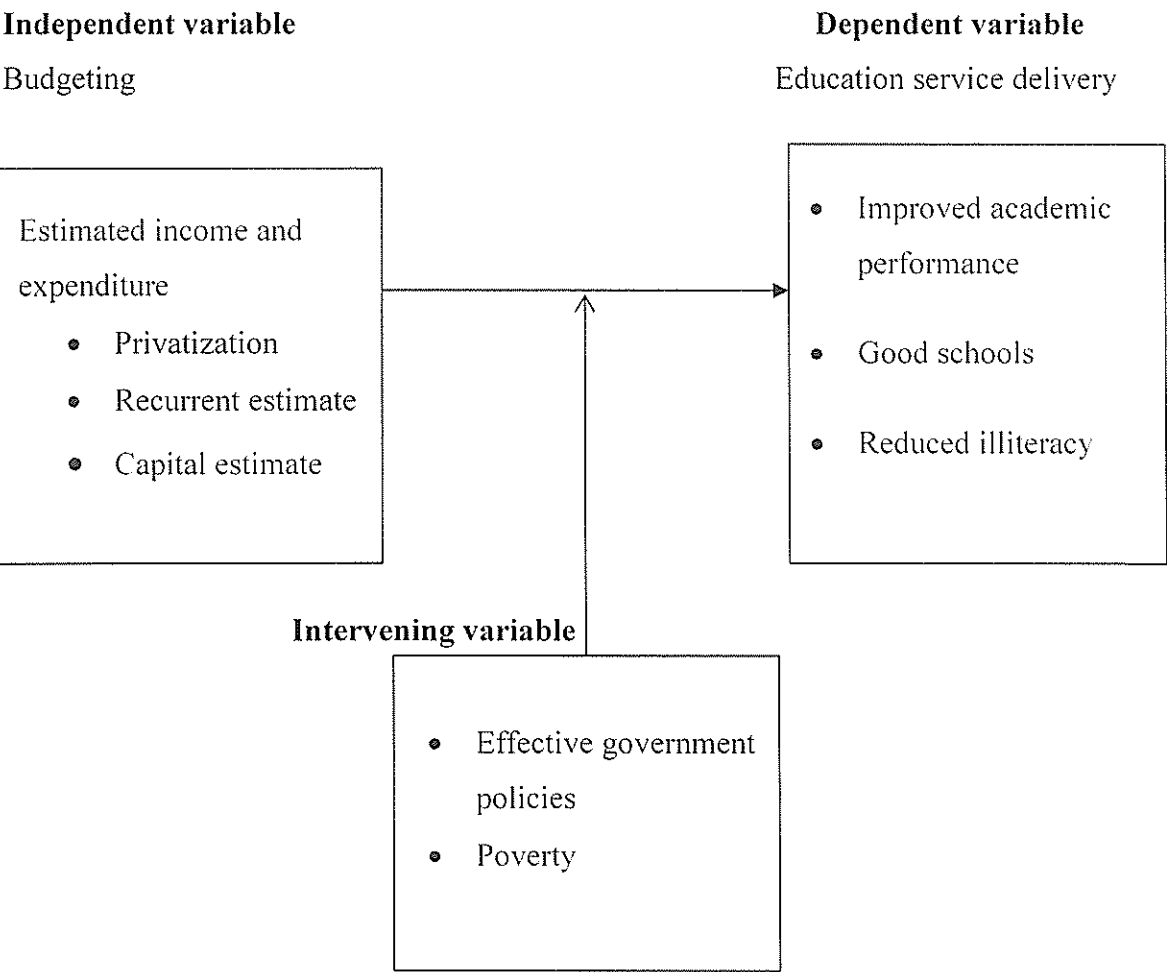 Independent variable
Budgeting
Dependent variable
Education service delivery
Estimated income and
expenditure
• Privatization
• Recurrent estimate
• Capital estimate
• Improved academic
performance
• Good schools
• Reduced illiteracy
Intervening variable
• Effective government
policies
• Poverty